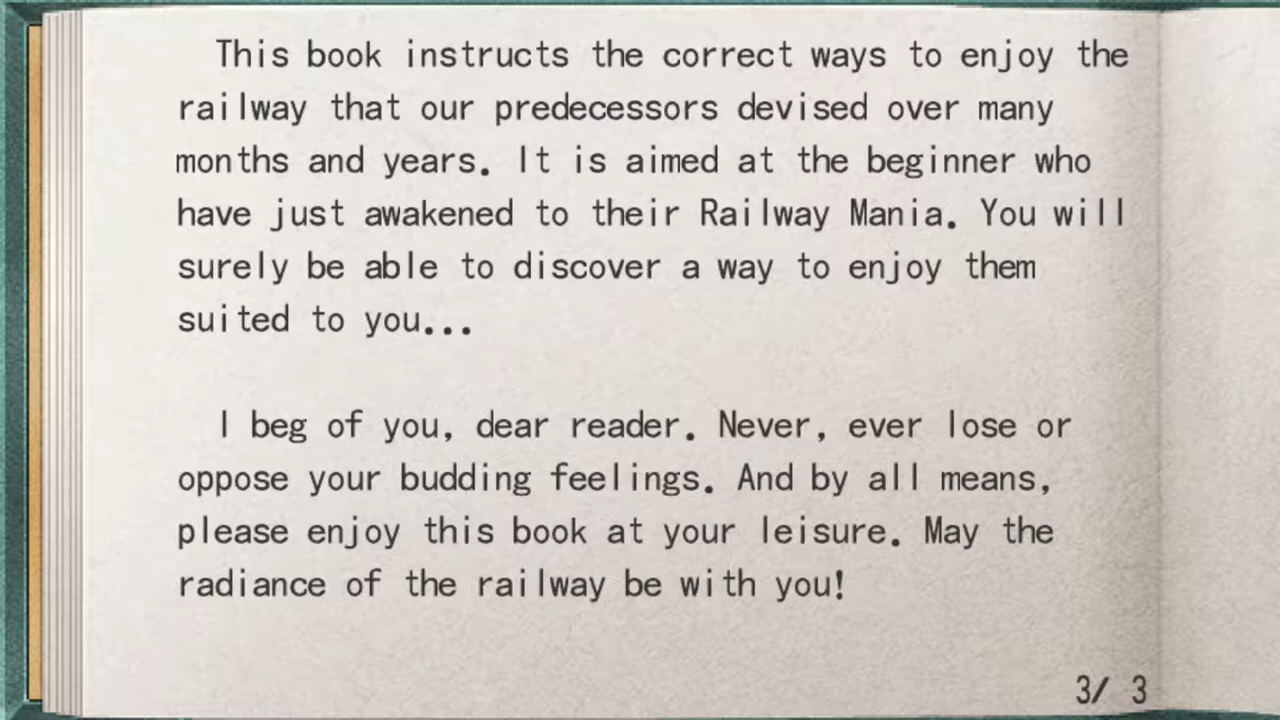 This book instructs the correct ways to enjoy the
railway that our predecessors devised over many
months and years. It is aimed at the beginner who
have just awakened to their Railway Mania. You will
surely be able to discover a way to enjoy them
suited to you...
I beg of you, dear reader. Never, ever lose or
oppose your budding feelings. And by all means,
please enjoy this book at your leisure. May the
radiance of the railway be with you!
3/ 3